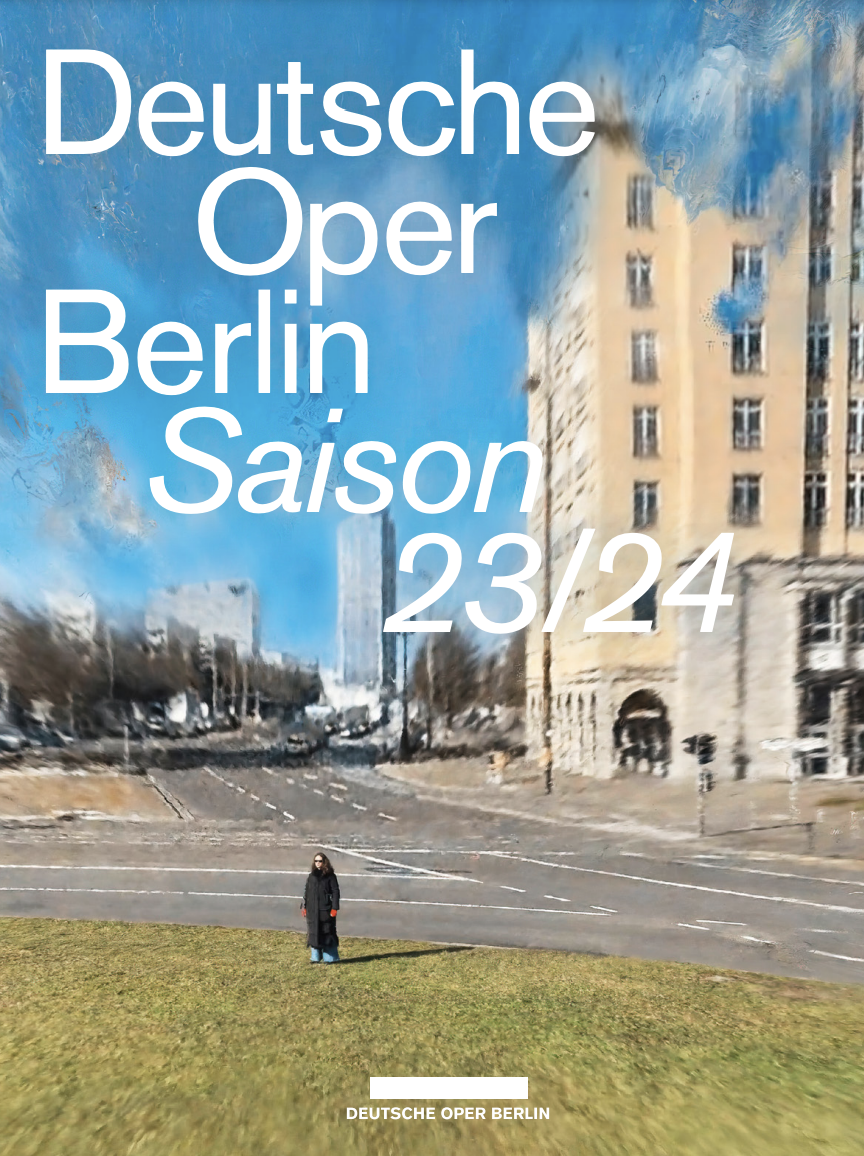 Deutsche
Oper
Berlin
Saison
23/24
DEUTSCHE OPER BERLIN